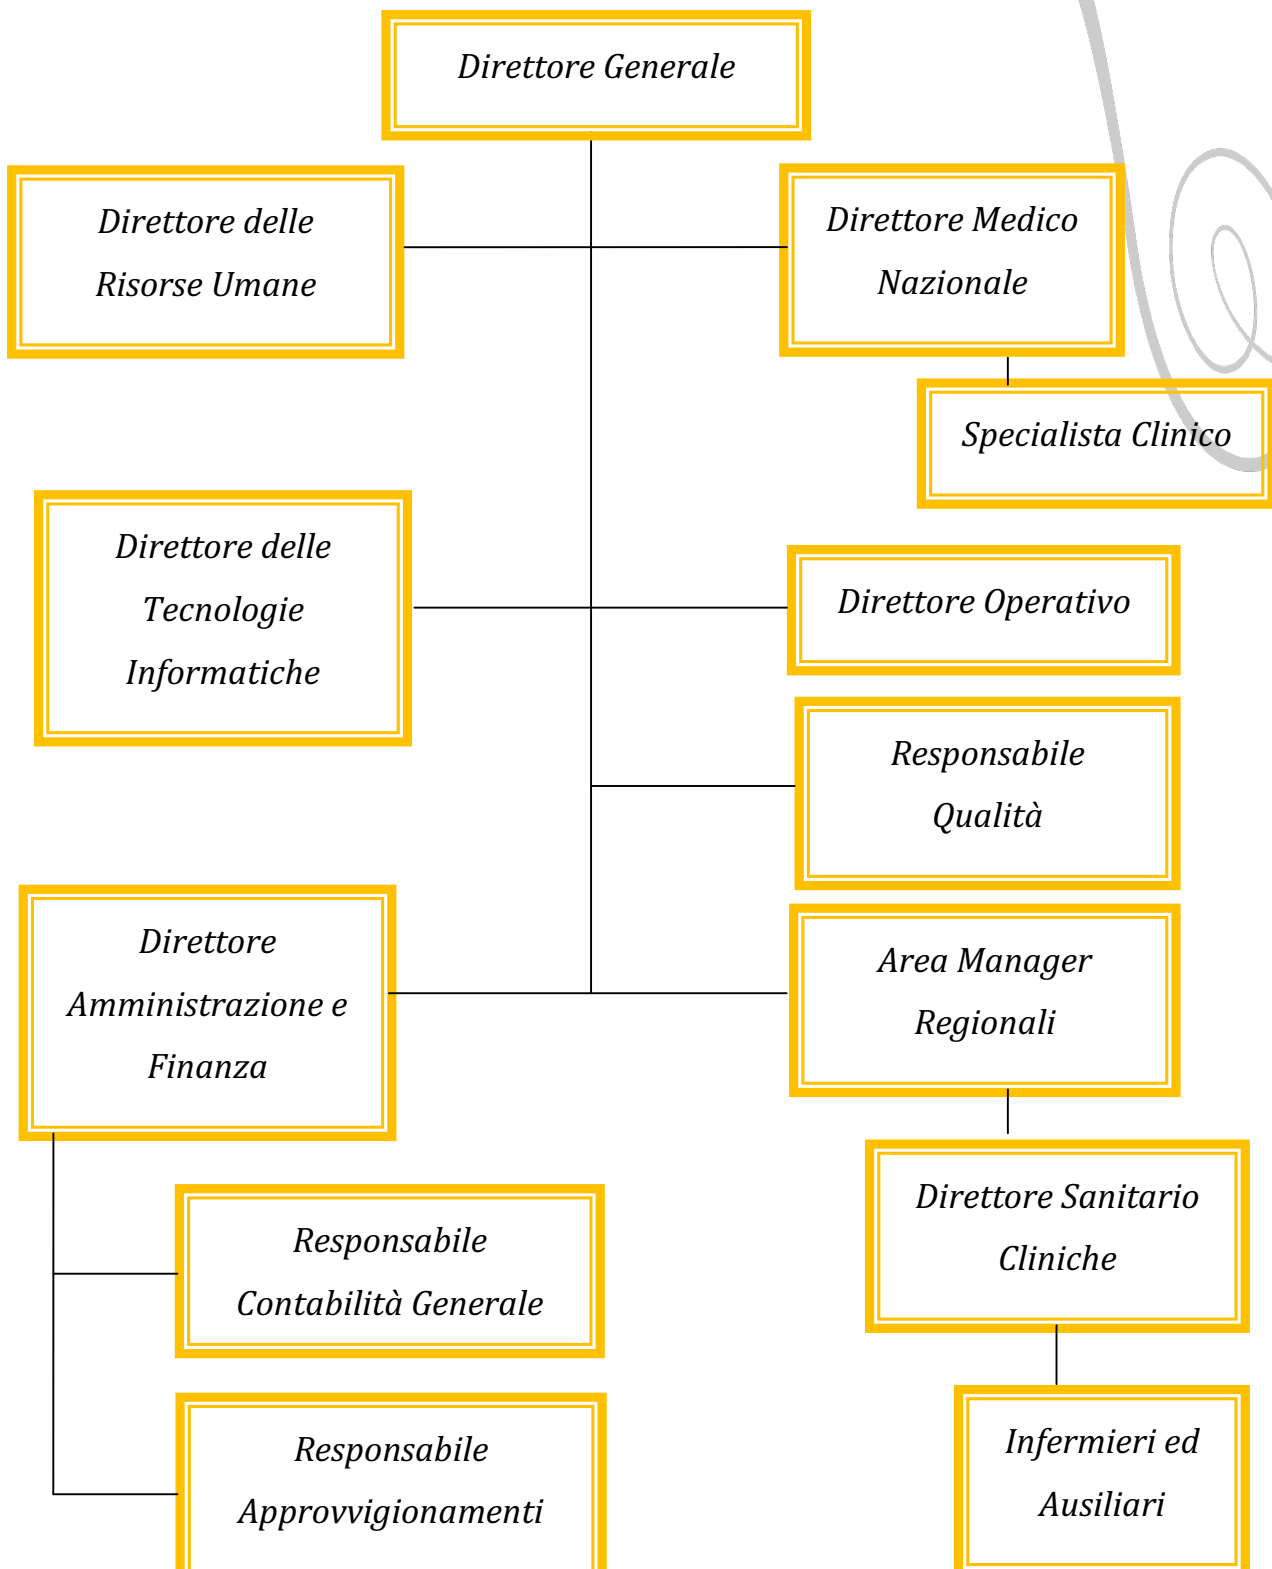 Direttore Generale
Direttore delle
Risorse Umane
Direttore Medico
Nazionale
Specialista Clinico
Direttore delle
Tecnologie
Informatiche
Direttore Operativo
Responsabile
Qualità
Direttore
Amministrazione e
Finanza
Area Manager
Regionali
Direttore Sanitario
Cliniche
Responsabile
Contabilità Generale
Responsabile
Approvvigionamenti
Infermieri ed
Ausiliari